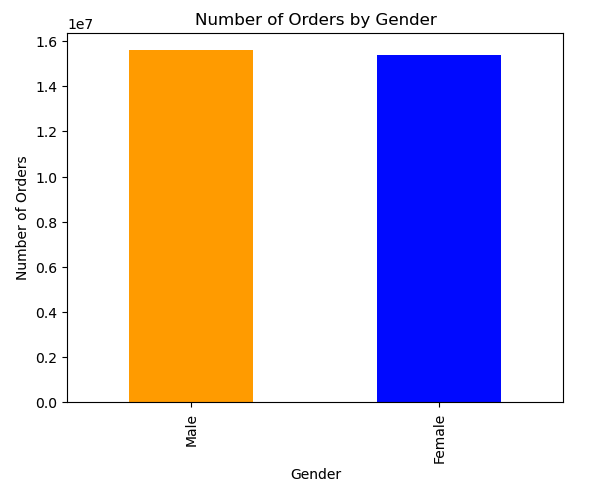 Number of Orders by Gender
1e7
1.6
1.4
1.2
1.0
0.8
0.6
0.4
0.2
0.0
Number of Orders
Male
Female
Gender